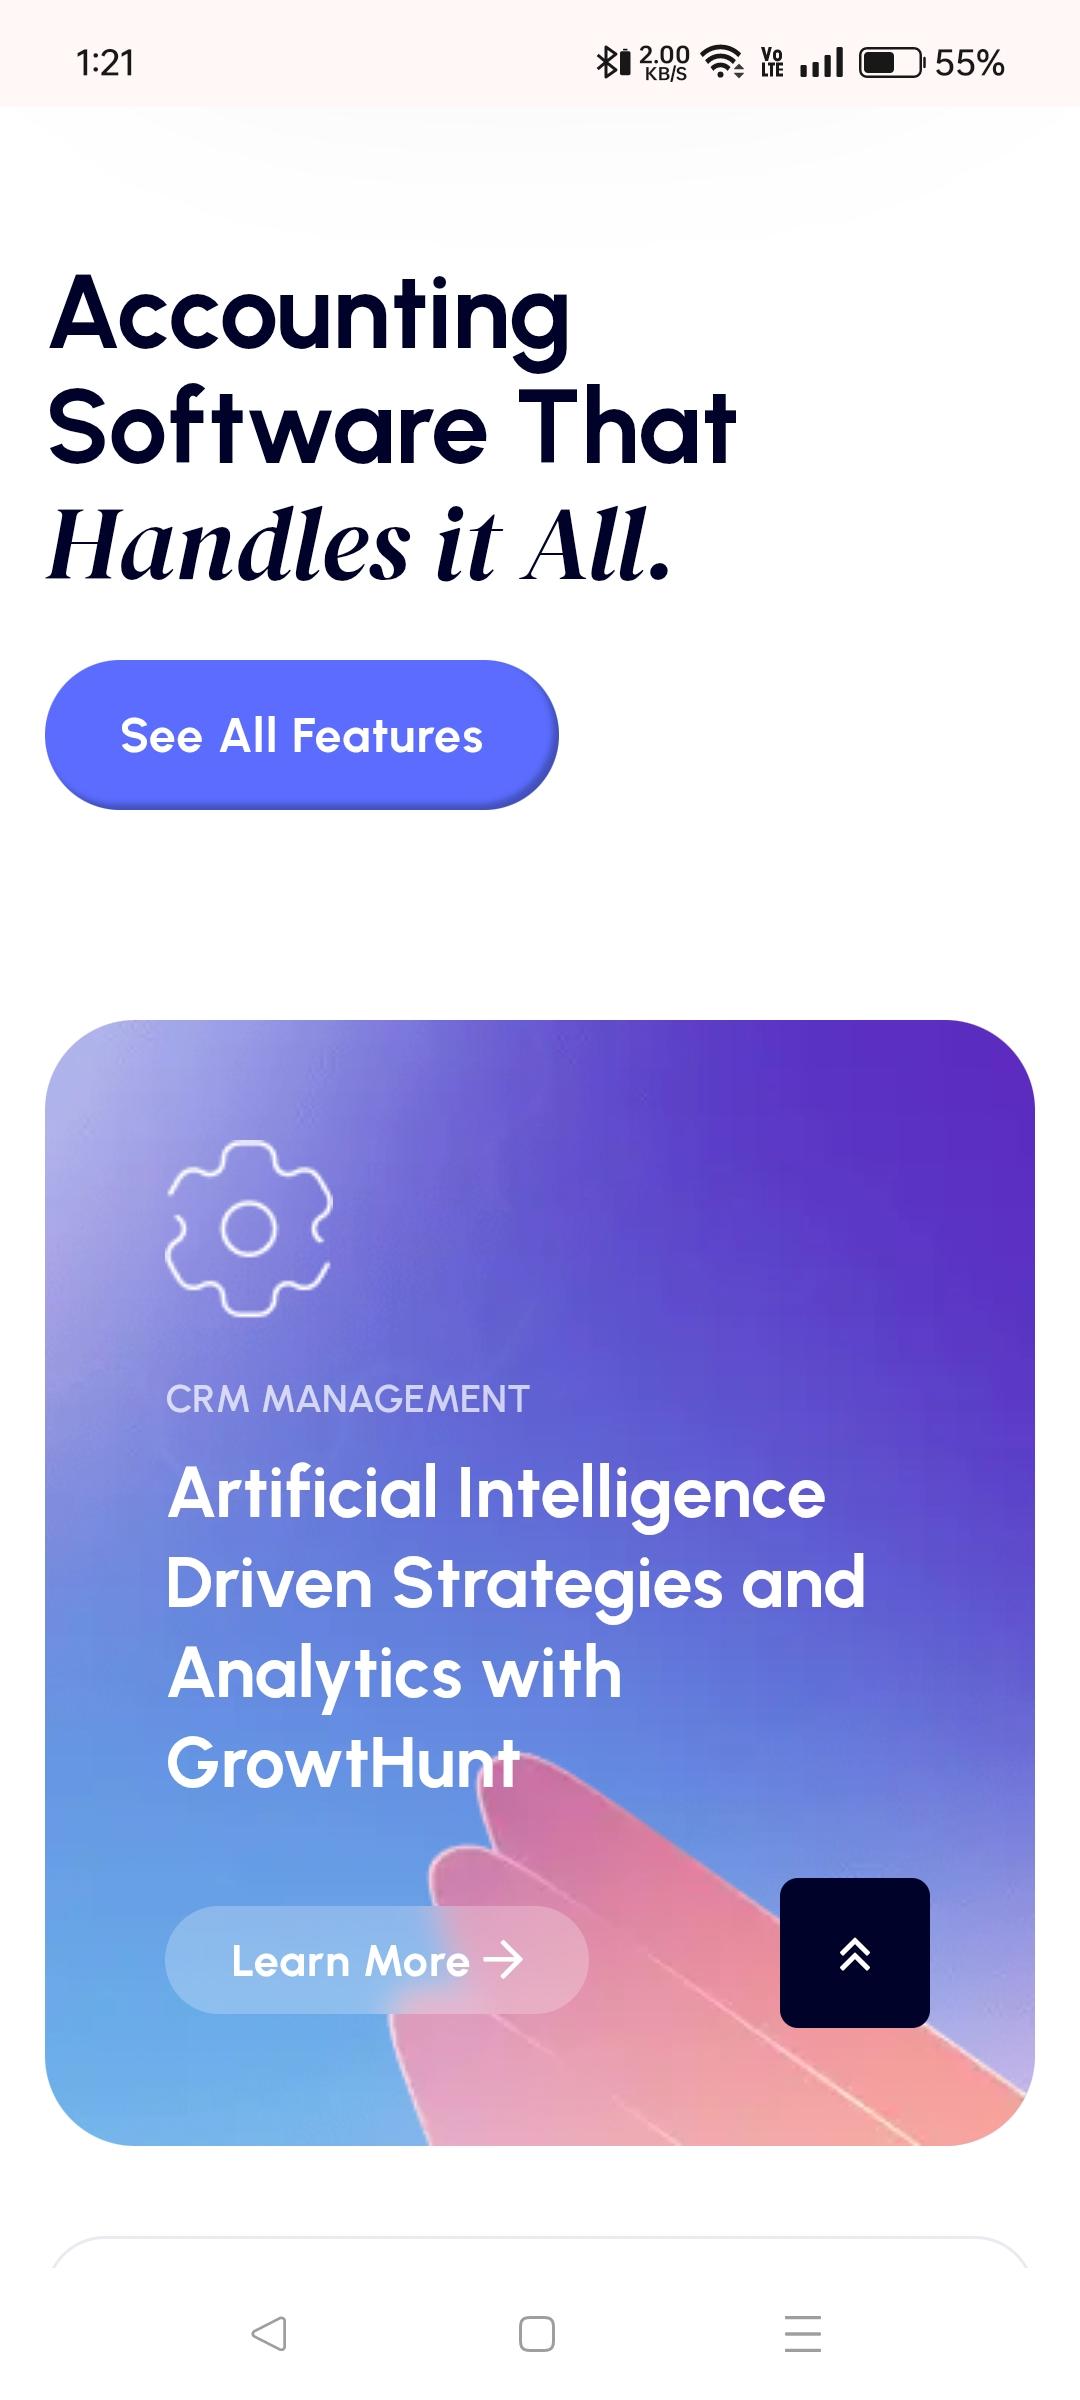 1:21
2.00
KB/S
Vo
LTE
55%
Accounting
Software That
Handles it All.
See All Features
CRM MANAGEMENT
Artificial Intelligence
Driven Strategies and
Analytics with
GrowtHunt
Learn More